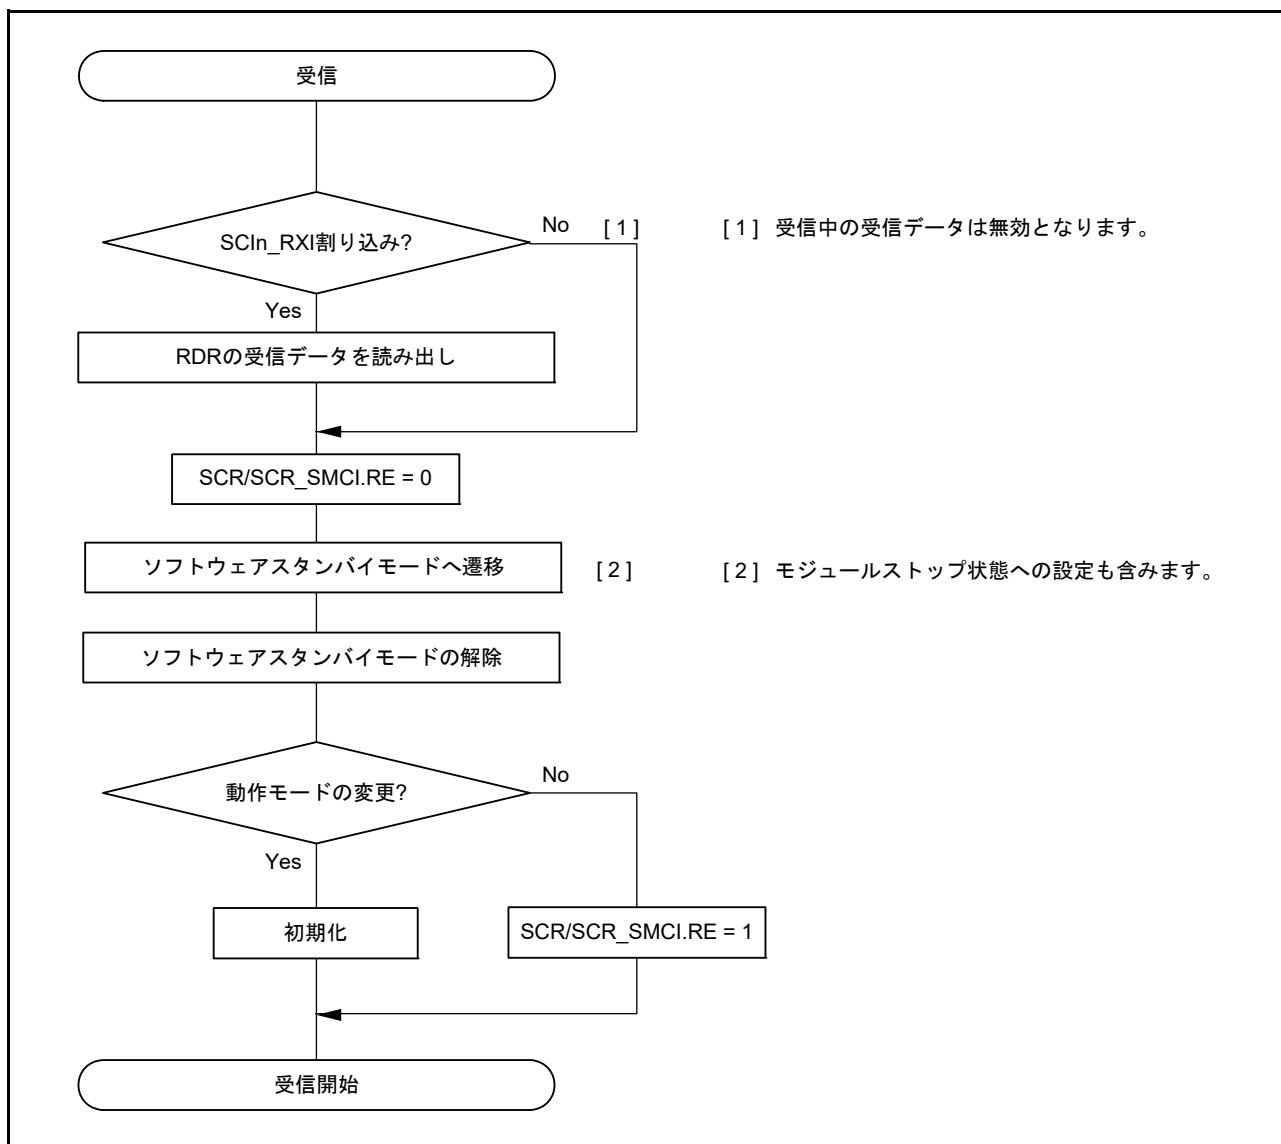 受信
SCIn_RXI割り込み?
No
[ 1 ]
[ 1 ] 受信中の受信データは無効となります。
Yes
RDRの受信データを読み出し
SCR/SCR_SMCI.RE = 0
ソフトウェアスタンバイモードへ遷移
[ 2 ]
[ 2 ] モジュールストップ状態への設定も含みます。
ソフトウェアスタンバイモードの解除
動作モードの変更?
No
Yes
初期化
SCR/SCR_SMCI.RE = 1
受信開始